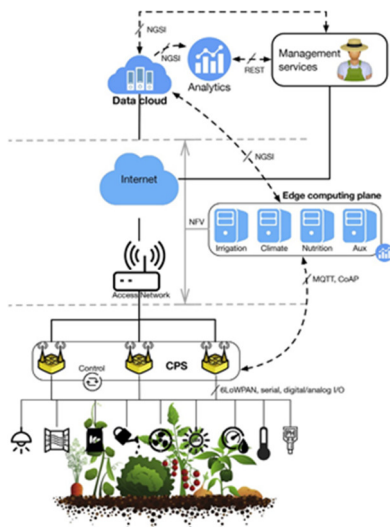 NGSI
NGSI
Management
services
REST
Data cloud
Analytics
NGSI
Internet
Edge computing plane
NFV
Irrigation
Climate
Nutrition
Aux
MQTT, CoAP
Access Network
CPS
Control
6LoWPAN, serial, digital/analog I/O